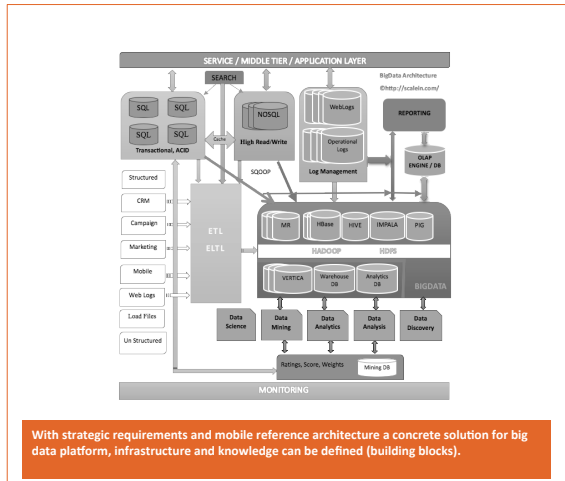 SERVICE / MIDDLE TIER / APPLICATION LAYER
SEARCH
BigData Architecture
©http://scalein.com/
SQL
SQL
SQL
SQL
Transactional, ACID
Cache
NOSQL
High Read/Write
WebLogs
Operational
Logs
Log Management
REPORTING
OLAP
ENGINE / DB
SQOOP
Structured
CRM
Campaign
Marketing
Mobile
Web Logs
Load Files
Un Structured
ETL
ELTL
MR
HBase
HIVE
IMPALA
PIG
HADOOP
HDFS
VERTICA
Warehouse
DB
Analytics
DB
BIGDATA
Data
Science
Data
Mining
Data
Analytics
Data
Analysis
Data
Discovery
Ratings, Score, Weights
Mining DB
MONITORING
With strategic requirements and mobile reference architecture a concrete solution for big
data platform, infrastructure and knowledge can be defined (building blocks).